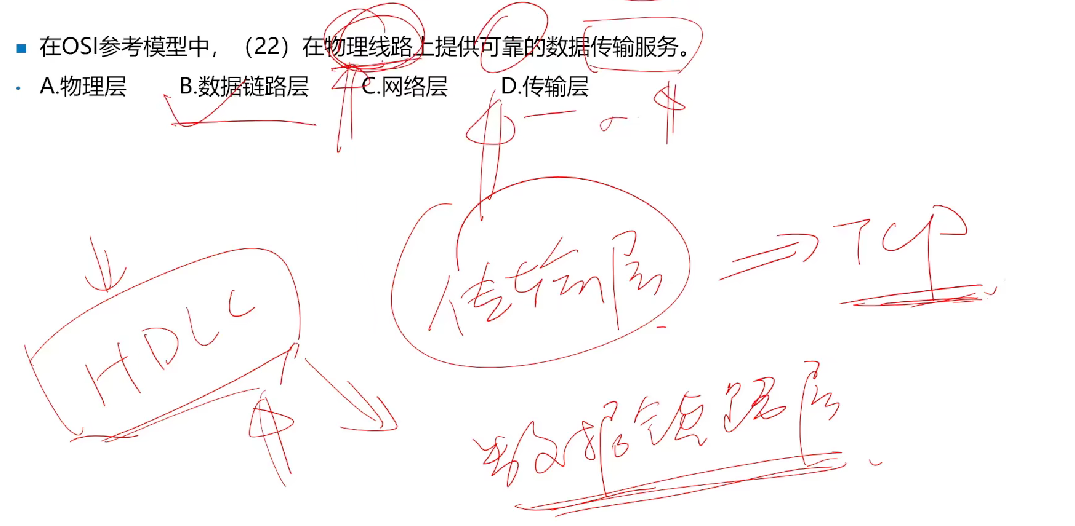 在OSI参考模型中，（22）在物理线路上提供可靠的数据传输服务。
A.物理层 B.数据链路层 C.网络层 D.传输层
传输层 TCP
HDLC
数据链路层